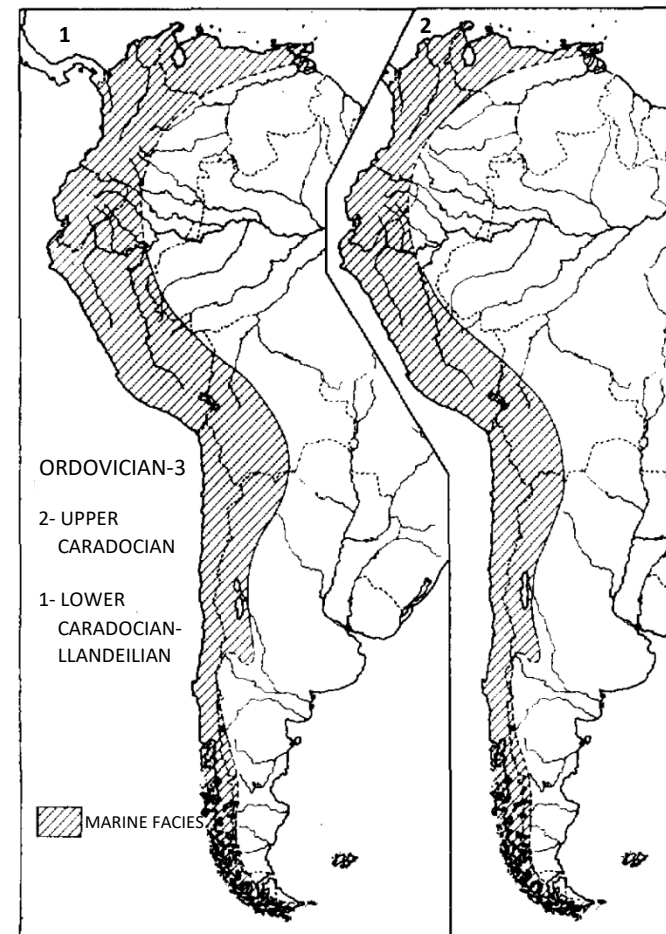 1
2
ORDOVICIAN-3
2- UPPER
CARADOCIAN
1- LOWER
CARADOCIAN-
LLANDEILIAN
MARINE FACIES